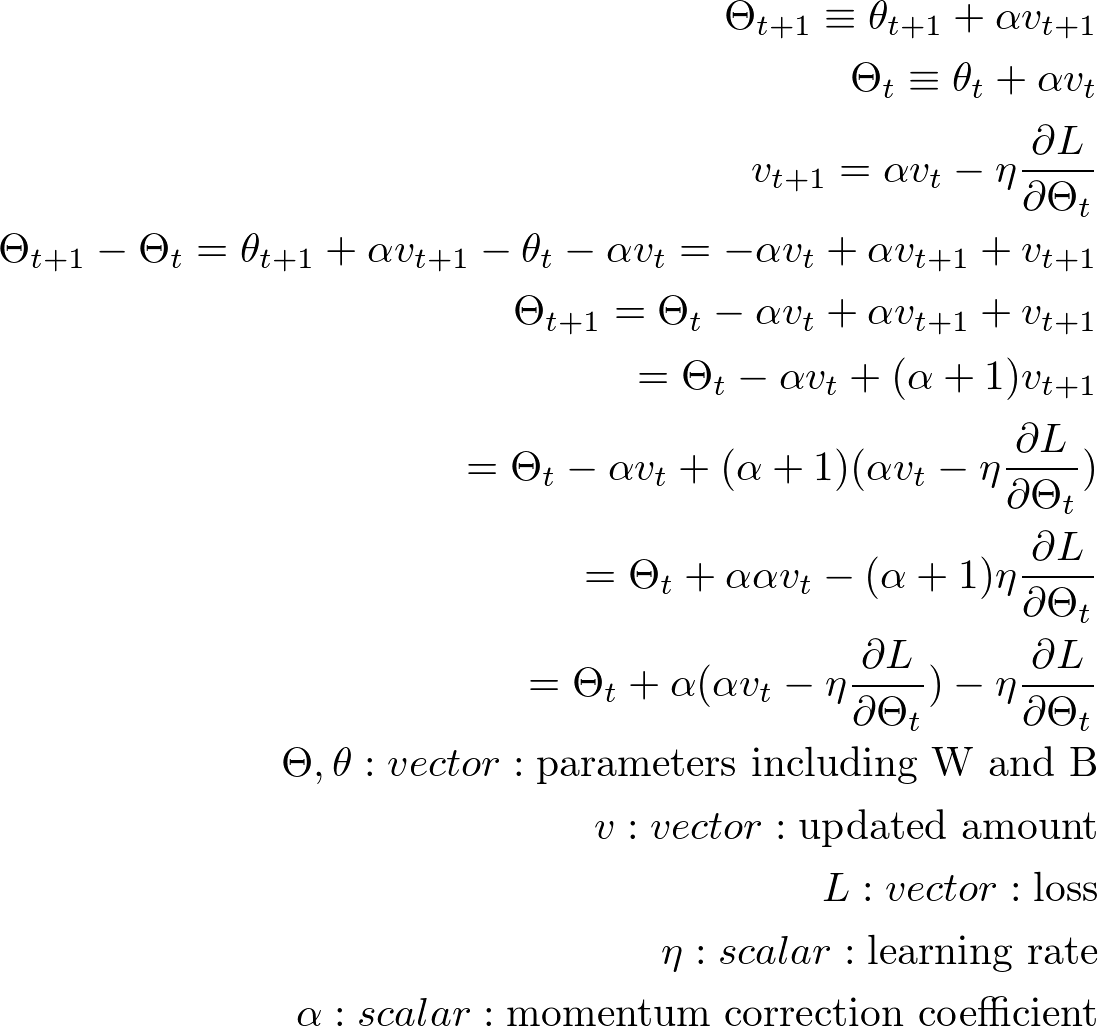 Θ_{t+1} ≡ θ_{t+1} + αv_{t+1}
Θ_t ≡ θ_t + αv_t
v_{t+1} = αv_t − η ∂L/∂Θ_t
Θ_{t+1} − Θ_t = θ_{t+1} + αv_{t+1} − θ_t − αv_t = −αv_t + αv_{t+1} + v_{t+1}
Θ_{t+1} = Θ_t − αv_t + αv_{t+1} + v_{t+1}
= Θ_t − αv_t + (α + 1)v_{t+1}
= Θ_t − αv_t + (α + 1)(αv_t − η ∂L/∂Θ_t)
= Θ_t + ααv_t − (α + 1)η ∂L/∂Θ_t
= Θ_t + α(αv_t − η ∂L/∂Θ_t) − η ∂L/∂Θ_t
Θ, θ : vector : parameters including W and B
v : vector : updated amount
L : vector : loss
η : scalar : learning rate
α : scalar : momentum correction coefficient